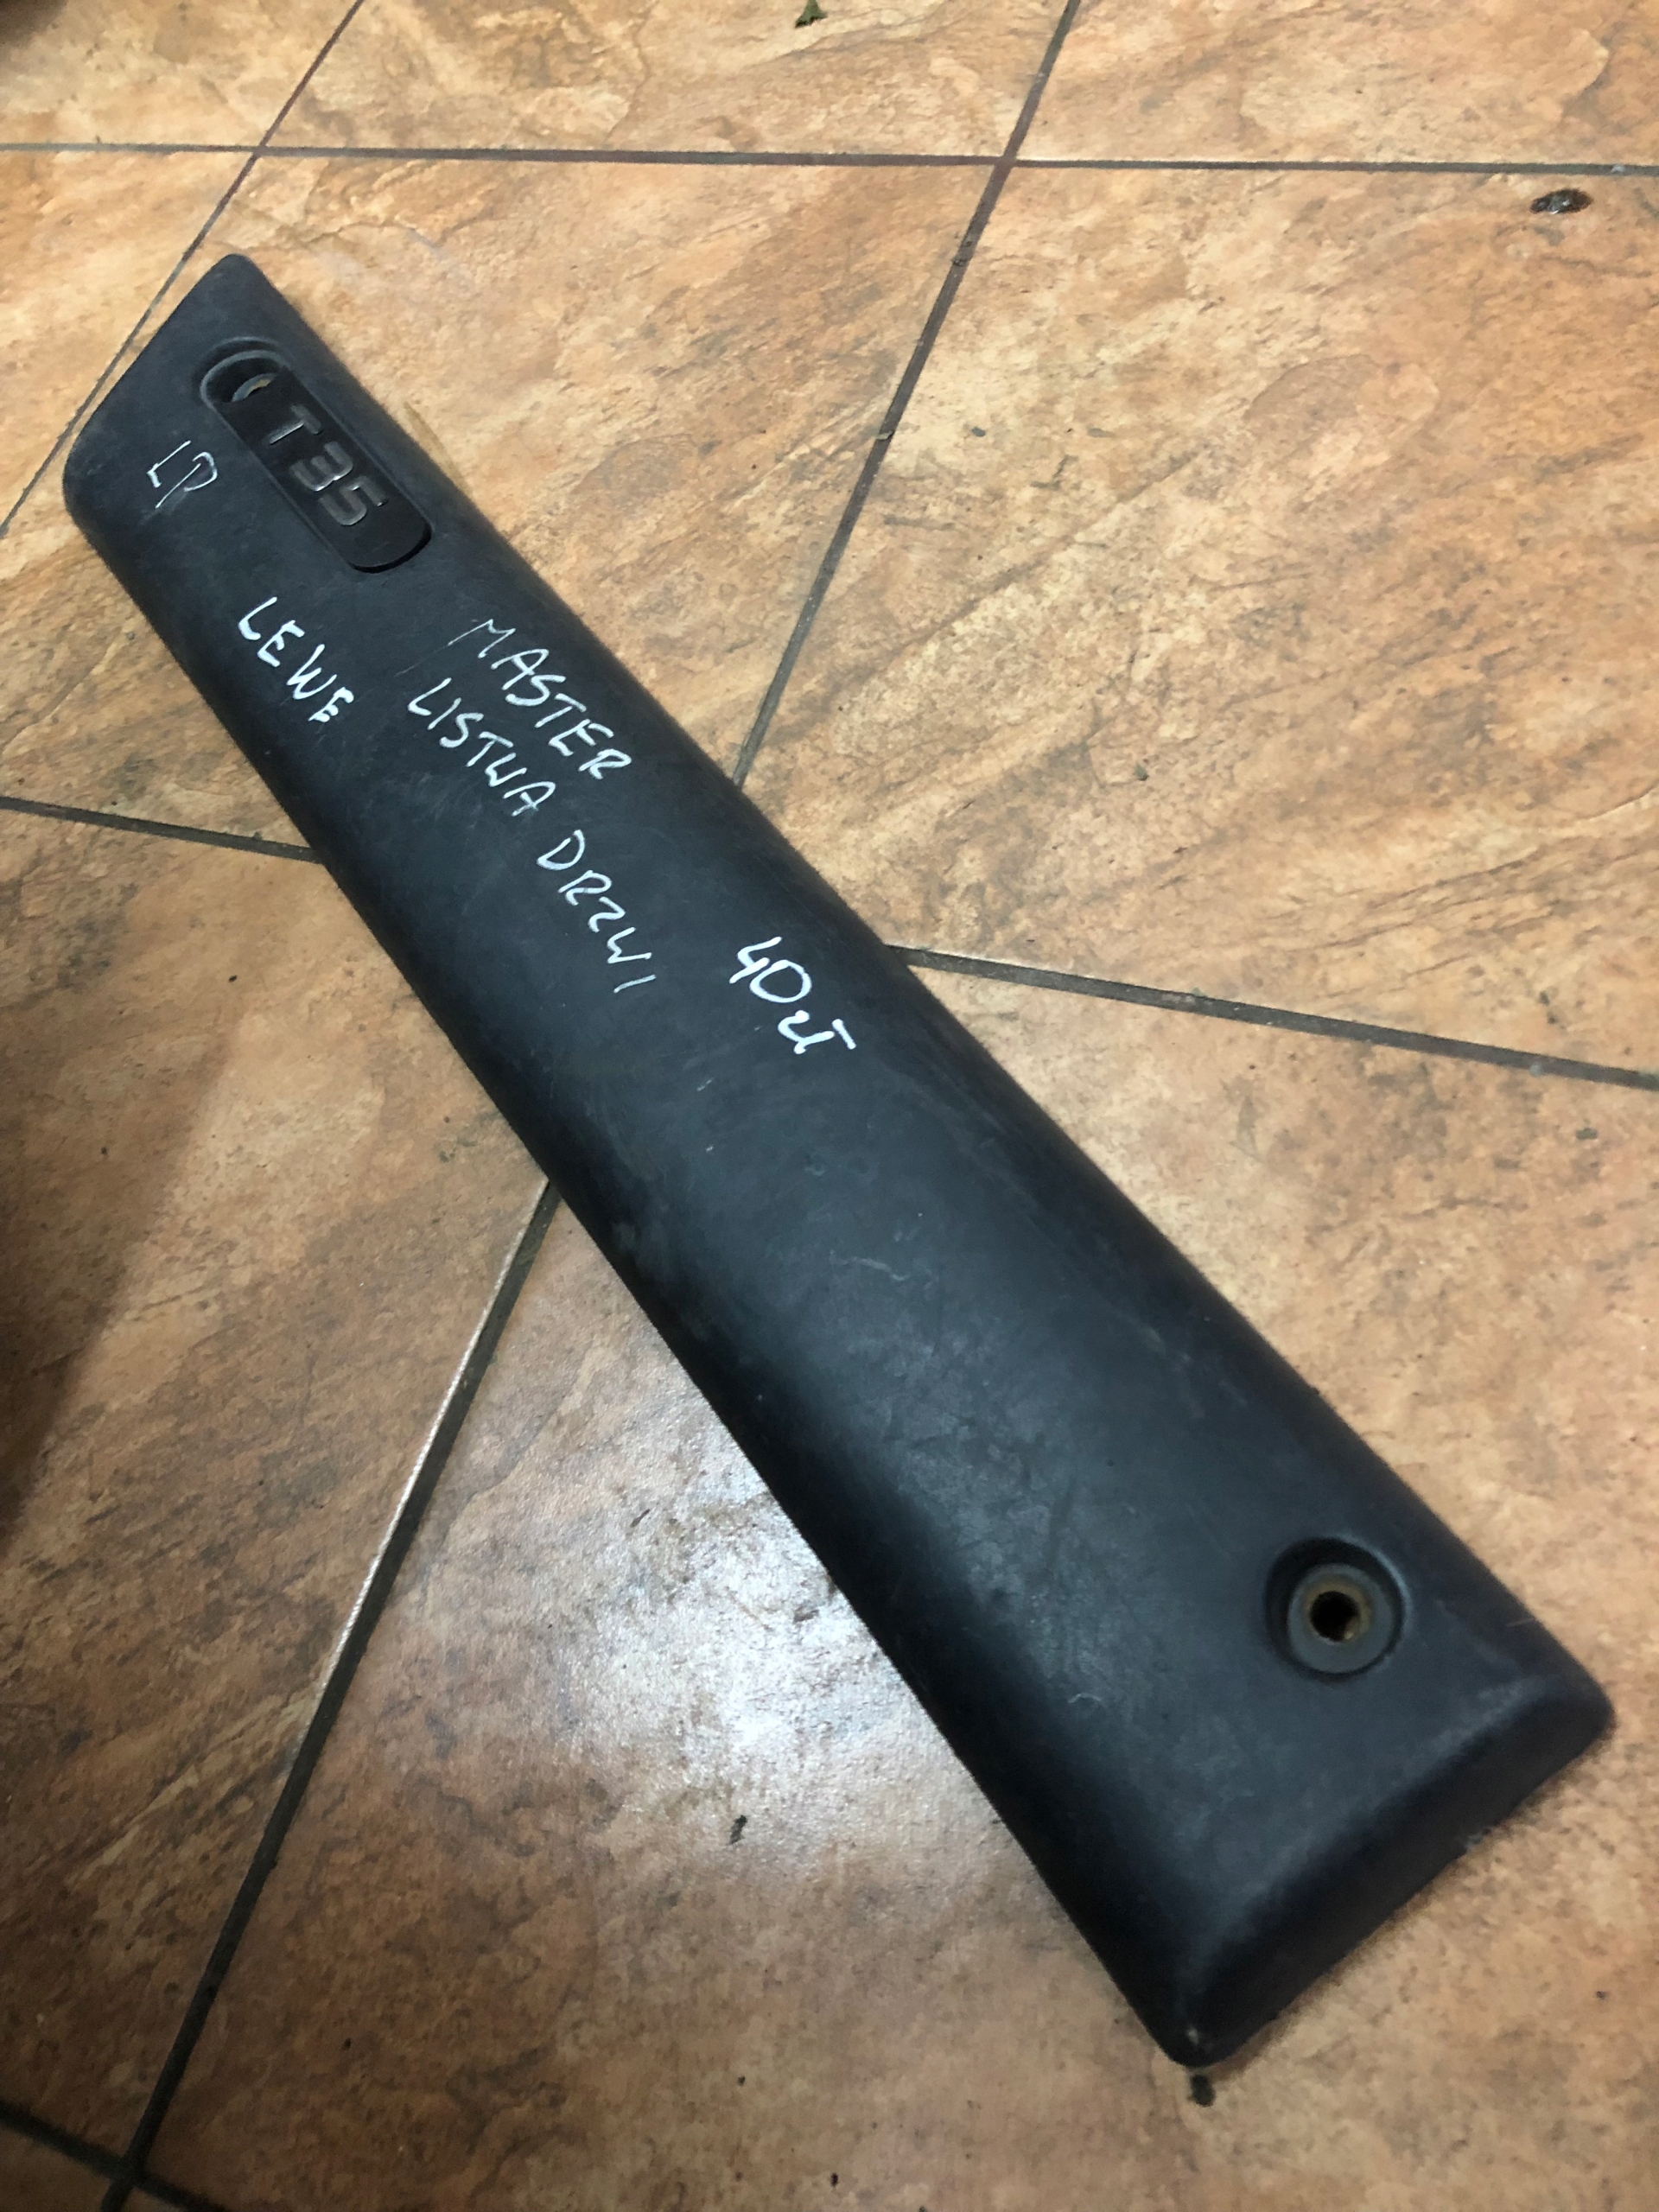 T35
LP
LEWE
MASTER
LISTWA DRZWI
40zł